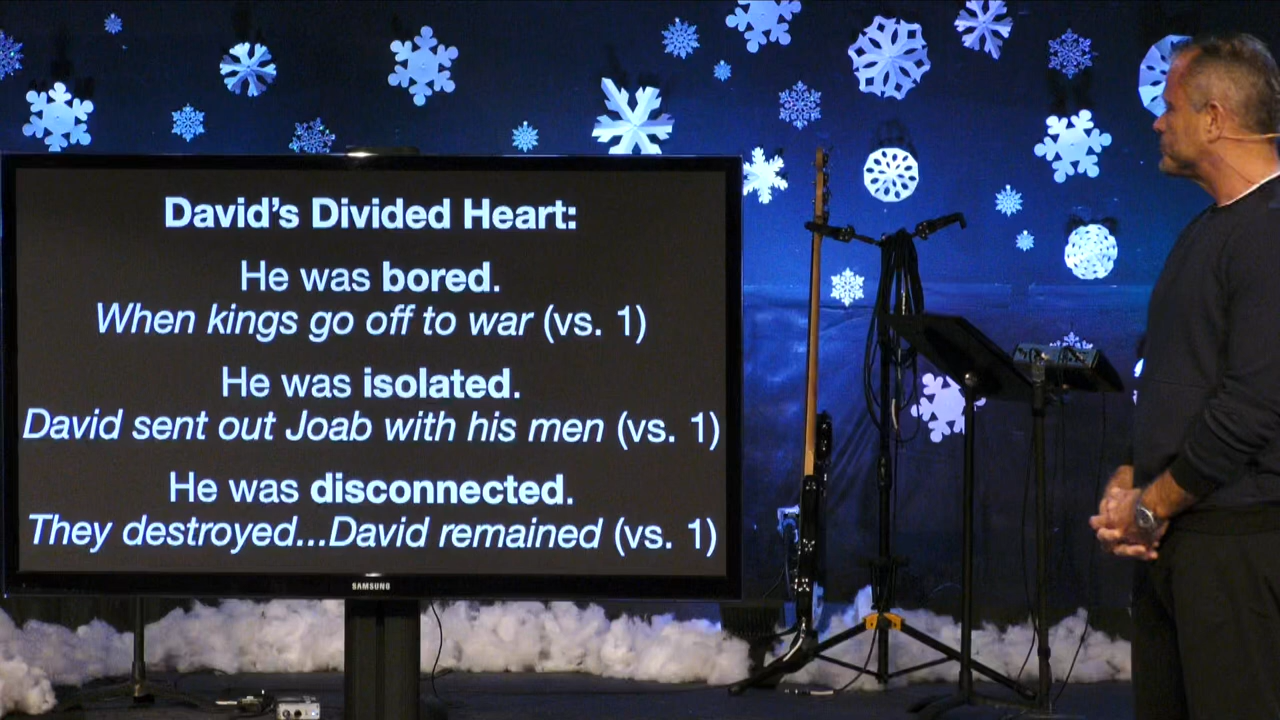 David’s Divided Heart:
He was bored.
When kings go off to war (vs. 1)
He was isolated.
David sent out Joab with his men (vs. 1)
He was disconnected.
They destroyed...David remained (vs. 1)
SAMSUNG